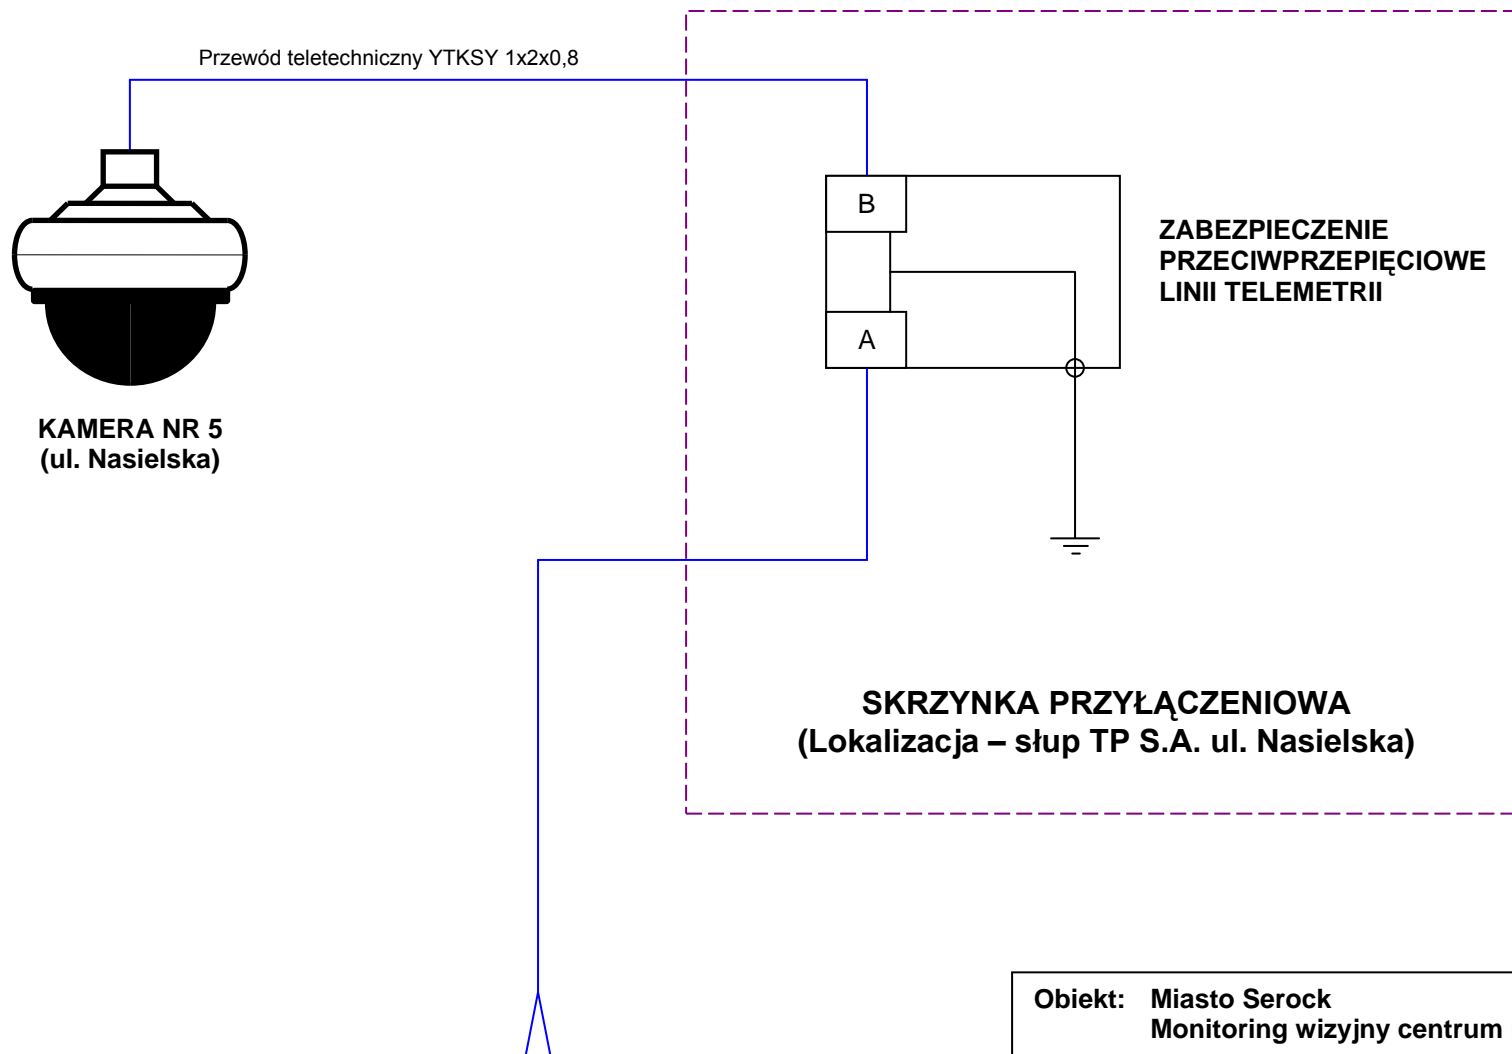 Przewód teletechniczny YTKSY 1x2x0,8
B
ZABEZPIECZENIE
PRZECIWPRZEPIĘCIOWE
LINII TELEMETRII
A
KAMERA NR 5
(ul. Nasielska)
SKRZYNKA PRZYŁĄCZENIOWA
(Lokalizacja – słup TP S.A. ul. Nasielska)
Obiekt: Miasto Serock
Monitoring wizyjny centrum